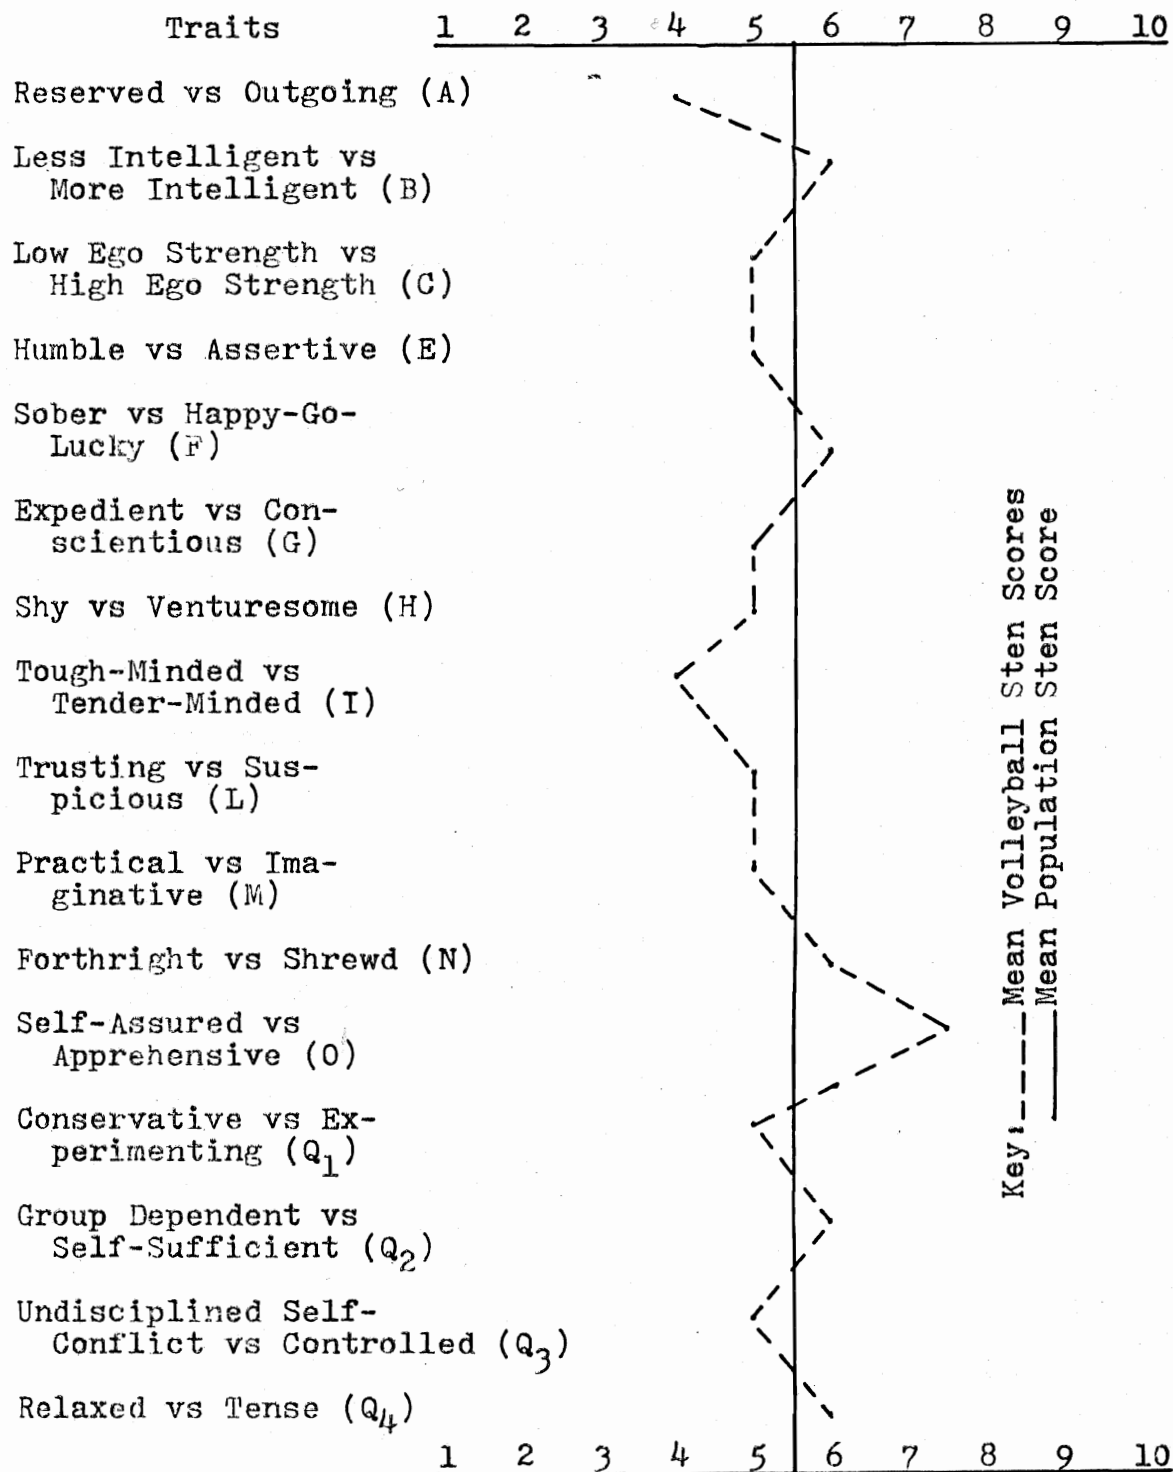 Traits 1 2 3 4 5 6 7 8 9 10
Reserved vs Outgoing (A)
Less Intelligent vs
More Intelligent (B)
Low Ego Strength vs
High Ego Strength (C)
Humble vs Assertive (E)
Sober vs Happy-Go-
Lucky (F)
Expedient vs Con-
scientious (G)
Shy vs Venturesome (H)
Tough-Minded vs
Tender-Minded (I)
Trusting vs Sus-
picious (L)
Practical vs Ima-
ginative (M)
Forthright vs Shrewd (N)
Self-Assured vs
Apprehensive (O)
Conservative vs Ex-
perimenting (Q1)
Group Dependent vs
Self-Sufficient (Q2)
Undisciplined Self-
Conflict vs Controlled (Q3)
Relaxed vs Tense (Q4)
1 2 3 4 5 6 7 8 9 10
Key: Mean Volleyball Sten Scores
Mean Population Sten Score